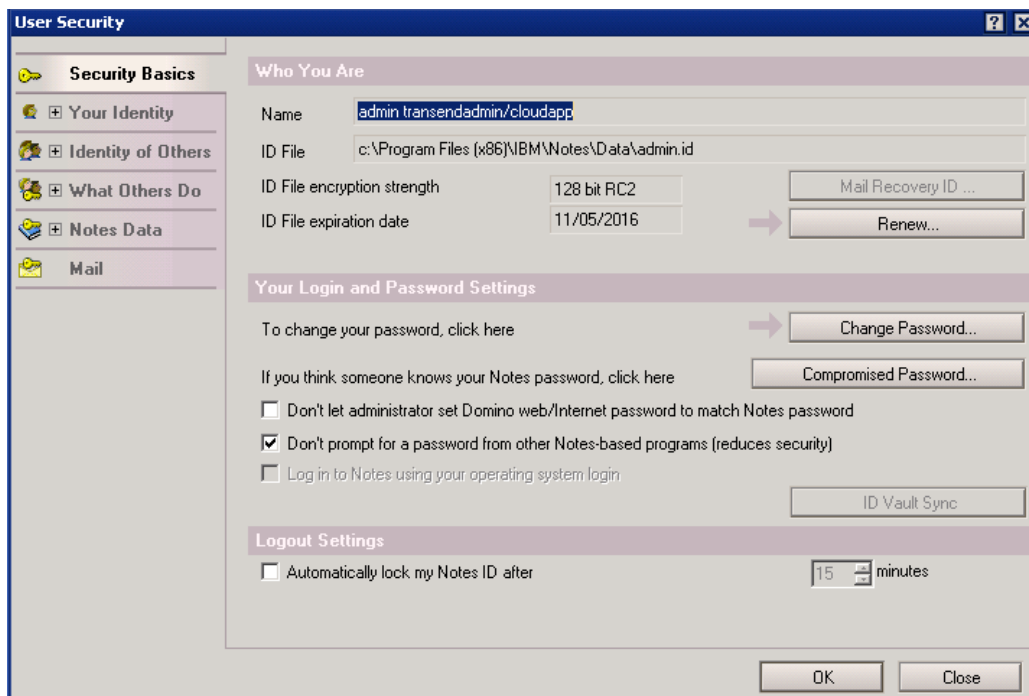 User Security
Security Basics
Your Identity
Identity of Others
What Others Do
Notes Data
Mail
Who You Are
Name admin transendadmin/cloudapp
ID File c:\Program Files (x86)\IBM\Notes\Data\admin.id
ID File encryption strength 128 bit RC2 Mail Recovery ID ...
ID File expiration date 11/05/2016 Renew...
Your Login and Password Settings
To change your password, click here Change Password...
If you think someone knows your Notes password, click here Compromised Password...
Don't let administrator set Domino web/Internet password to match Notes password
Don't prompt for a password from other Notes-based programs (reduces security)
Log in to Notes using your operating system login
ID Vault Sync
Logout Settings
Automatically lock my Notes ID after 15 minutes
OK Close